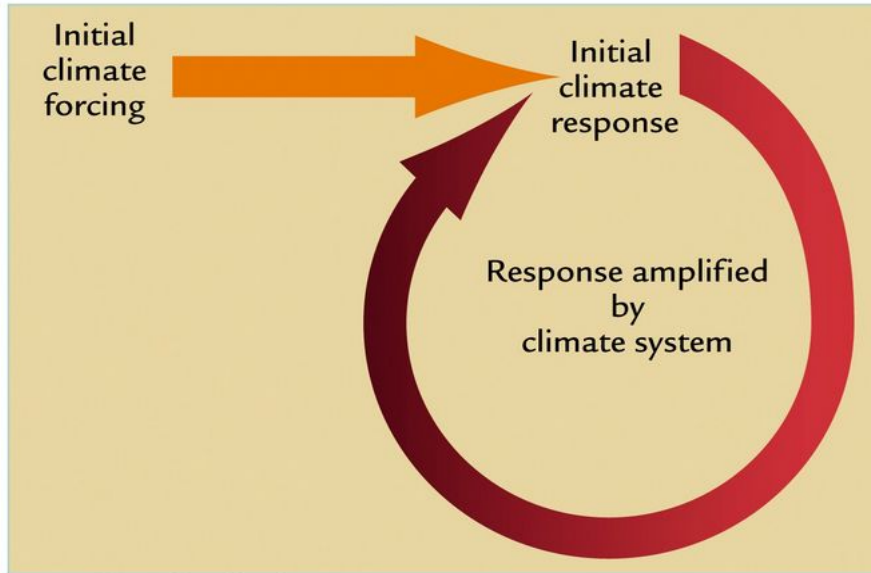 Initial
climate
forcing
Initial
climate
response
Response amplified
by
climate system